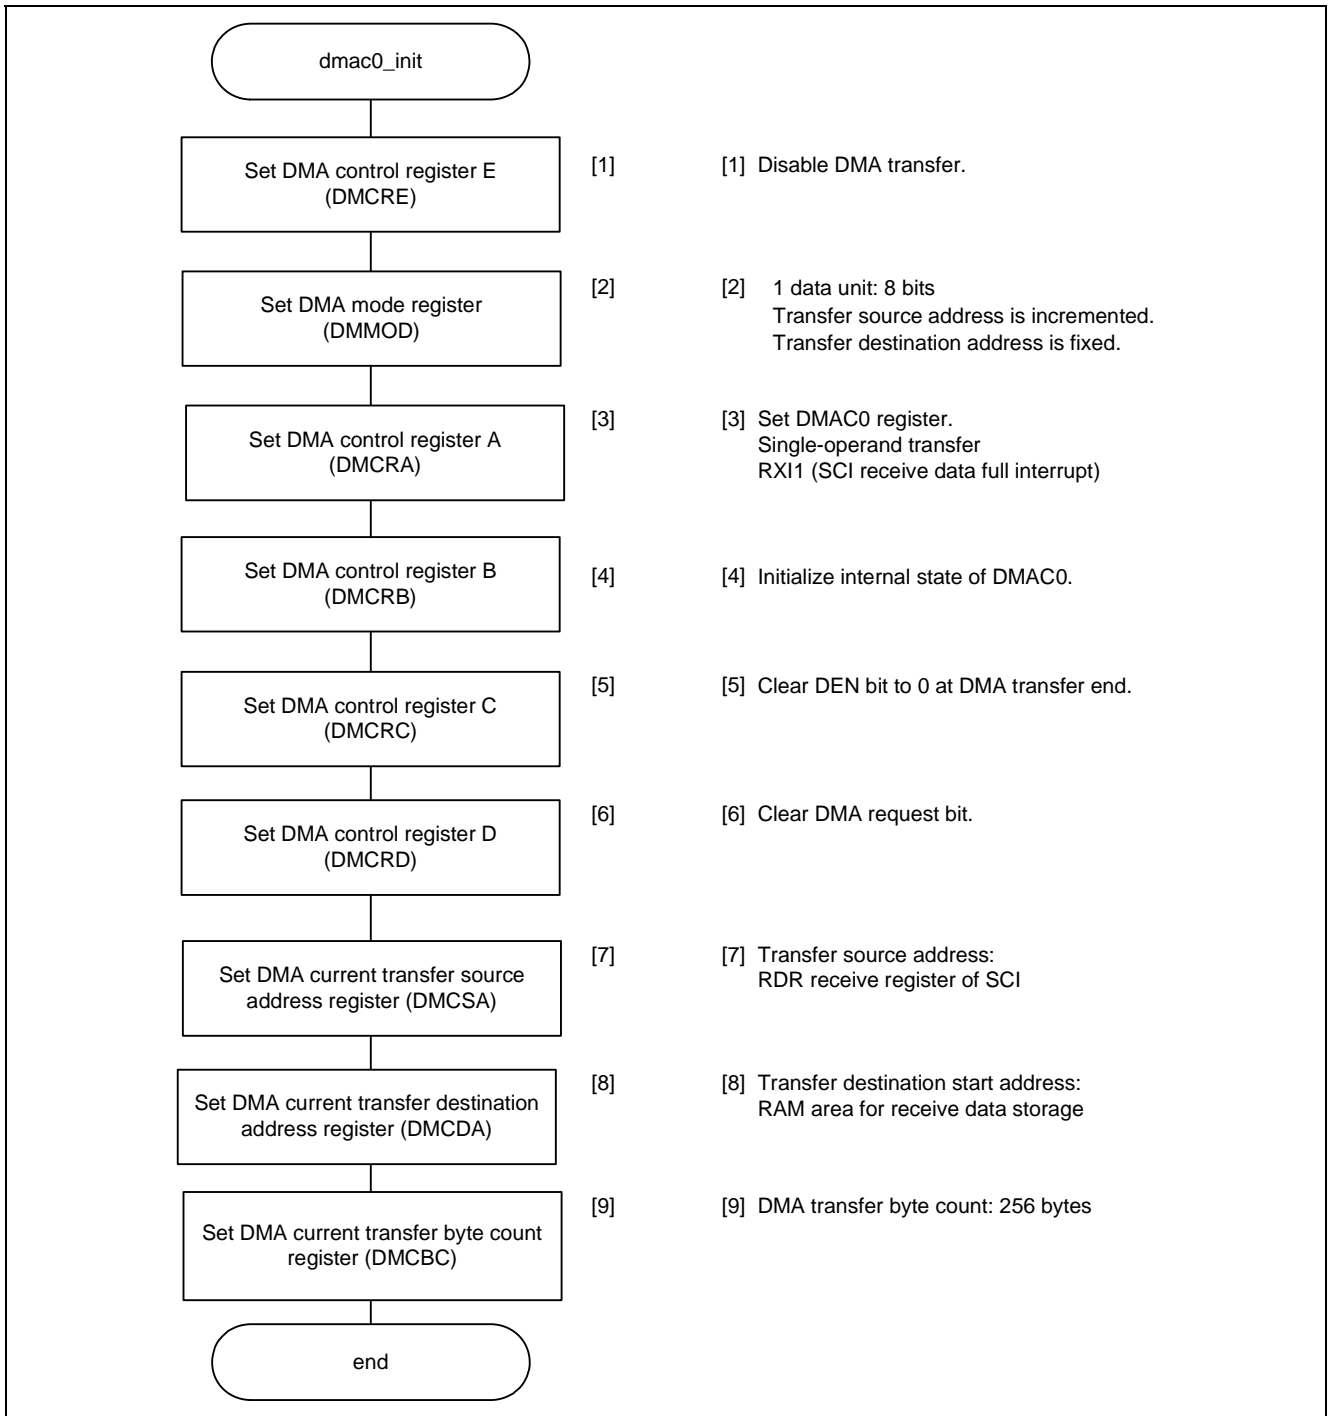 dmac0_init
Set DMA control register E
(DMCRE)
[1]
[1] Disable DMA transfer.
Set DMA mode register
(DMMOD)
[2]
[2] 1 data unit: 8 bits
Transfer source address is incremented.
Transfer destination address is fixed.
Set DMA control register A
(DMCRA)
[3]
[3] Set DMAC0 register.
Single-operand transfer
RXI1 (SCI receive data full interrupt)
Set DMA control register B
(DMCRB)
[4]
[4] Initialize internal state of DMAC0.
Set DMA control register C
(DMCRC)
[5]
[5] Clear DEN bit to 0 at DMA transfer end.
Set DMA control register D
(DMCRD)
[6]
[6] Clear DMA request bit.
Set DMA current transfer source
address register (DMCSA)
[7]
[7] Transfer source address:
RDR receive register of SCI
Set DMA current transfer destination
address register (DMCDA)
[8]
[8] Transfer destination start address:
RAM area for receive data storage
Set DMA current transfer byte count
register (DMCBC)
[9]
[9] DMA transfer byte count: 256 bytes
end